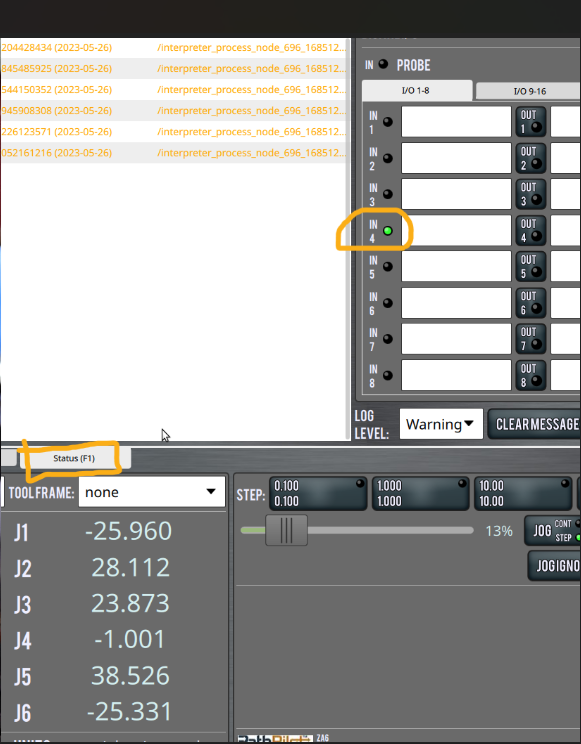 204428434 (2023-05-26) /interpreter_process_node_696_168512...
845485925 (2023-05-26) /interpreter_process_node_696_168512...
544150352 (2023-05-26) /interpreter_process_node_696_168512...
945908308 (2023-05-26) /interpreter_process_node_696_168512...
226123571 (2023-05-26) /interpreter_process_node_696_168512...
052161216 (2023-05-26) /interpreter_process_node_696_168512...
IN PROBE
I/O 1-8 I/O 9-16
IN 1 OUT 1
IN 2 OUT 2
IN 3 OUT 3
IN 4 OUT 4
IN 5 OUT 5
IN 6 OUT 6
IN 7 OUT 7
IN 8 OUT 8
LOG LEVEL: Warning CLEAR MESSAGE
Status (F1)
TOOL FRAME: none
STEP: 0.100 0.100 1.000 1.000 10.00 10.00
13% JOG CONT STEP
JOG IGNO
J1 -25.960
J2 28.112
J3 23.873
J4 -1.001
J5 38.526
J6 -25.331
ZA6